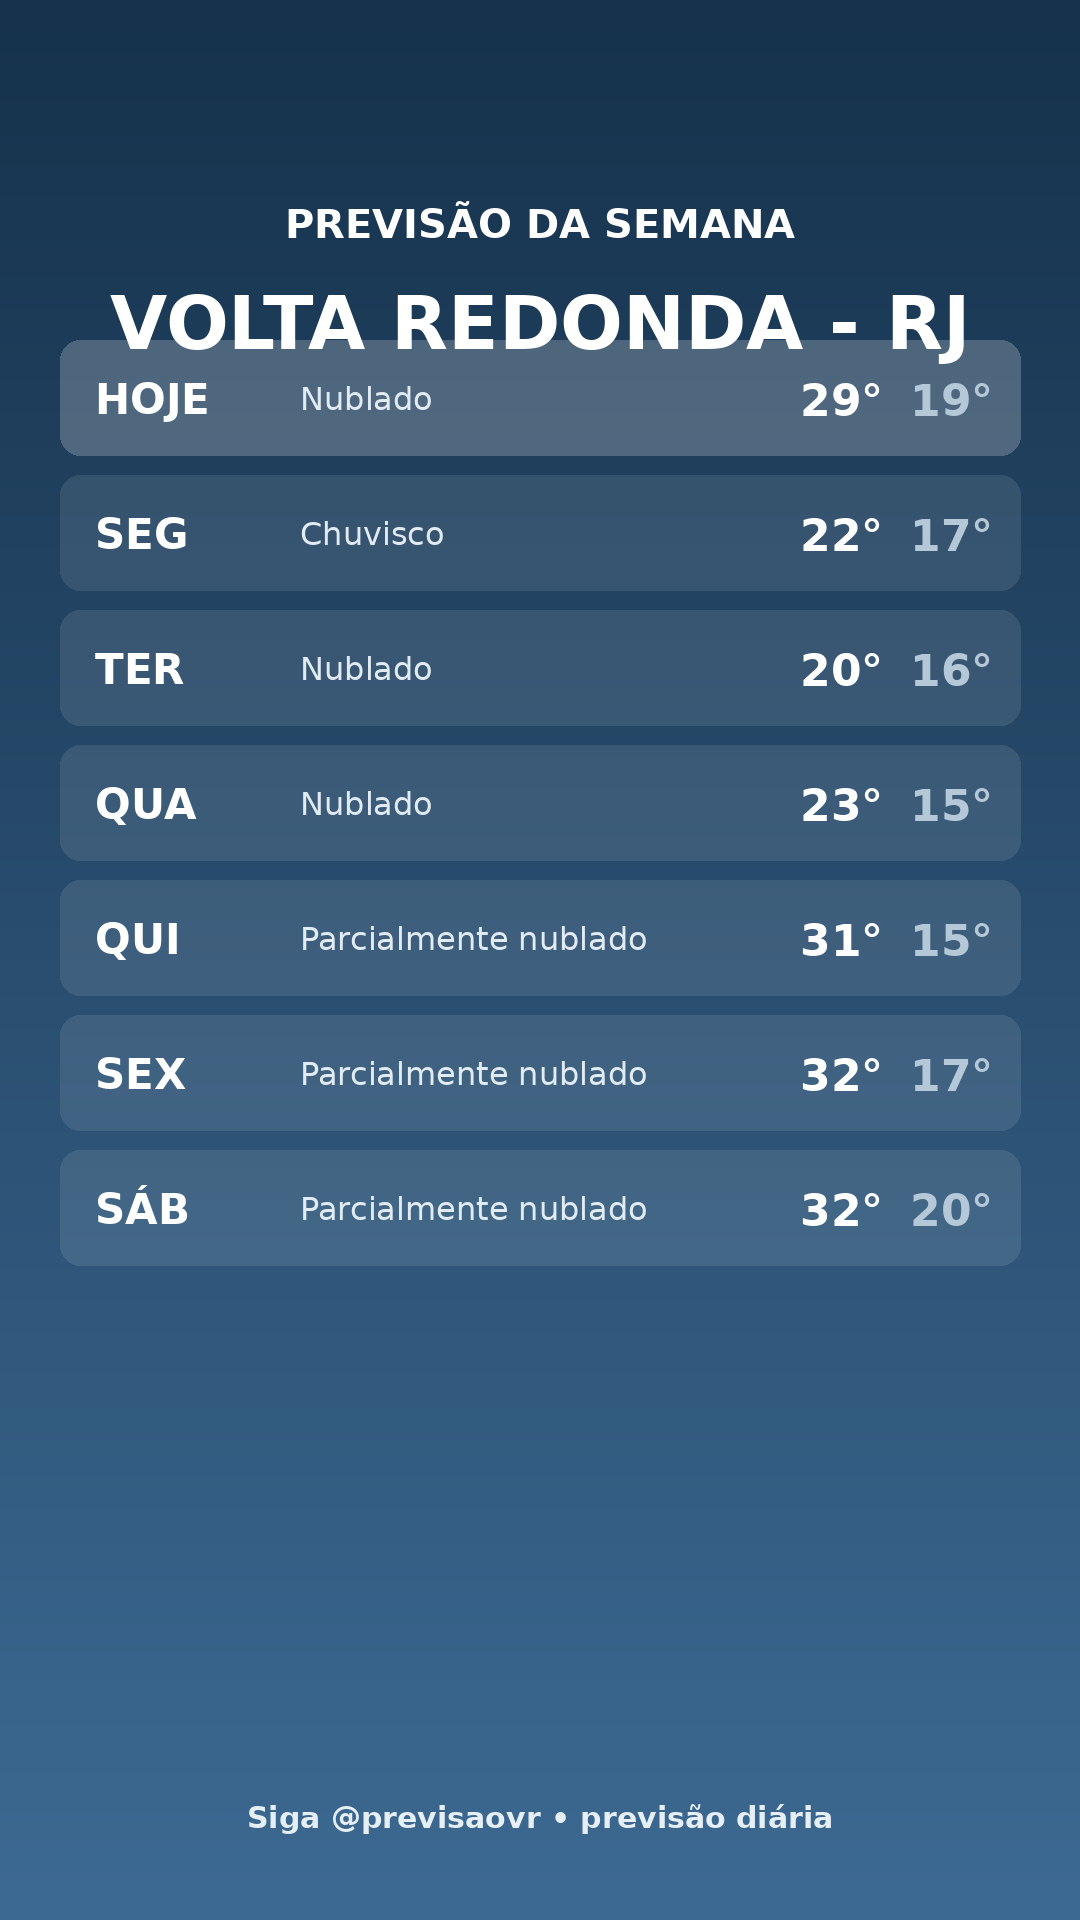 PREVISÃO DA SEMANA
VOLTA REDONDA - RJ
HOJE Nublado 29° 19°
SEG Chuvisco 22° 17°
TER Nublado 20° 16°
QUA Nublado 23° 15°
QUI Parcialmente nublado 31° 15°
SEX Parcialmente nublado 32° 17°
SÁB Parcialmente nublado 32° 20°
Siga @previsaovr • previsão diária